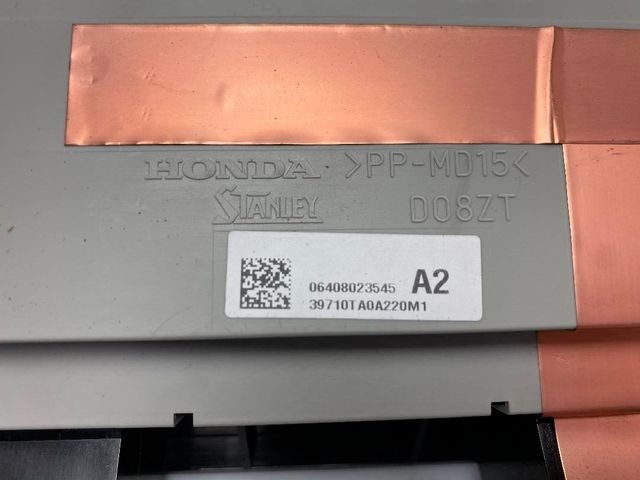 HONDA >PP-MD15<
STANLEY D08ZT
06408023545 A2
39710TA0A220M1